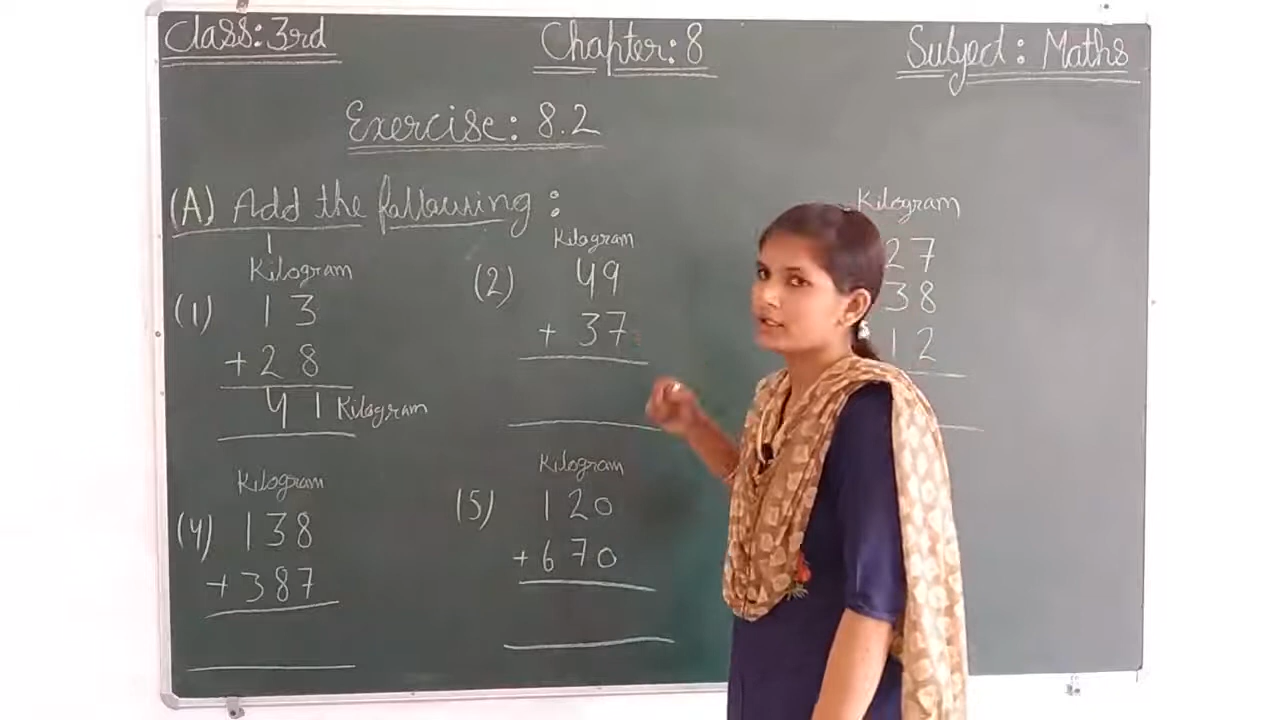 Class: 3rd
Chapter: 8
Subject: Maths
Exercise: 8.2
(A) Add the following :
1
Kilogram
(1) 13
+28
41 Kilogram
Kilogram
(2) 49
+ 37
Kilogram
27
38
12
Kilogram
(4) 138
+387
Kilogram
(5) 120
+670